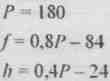 P = 180
f = 0,8P – 84
h = 0,4P – 24